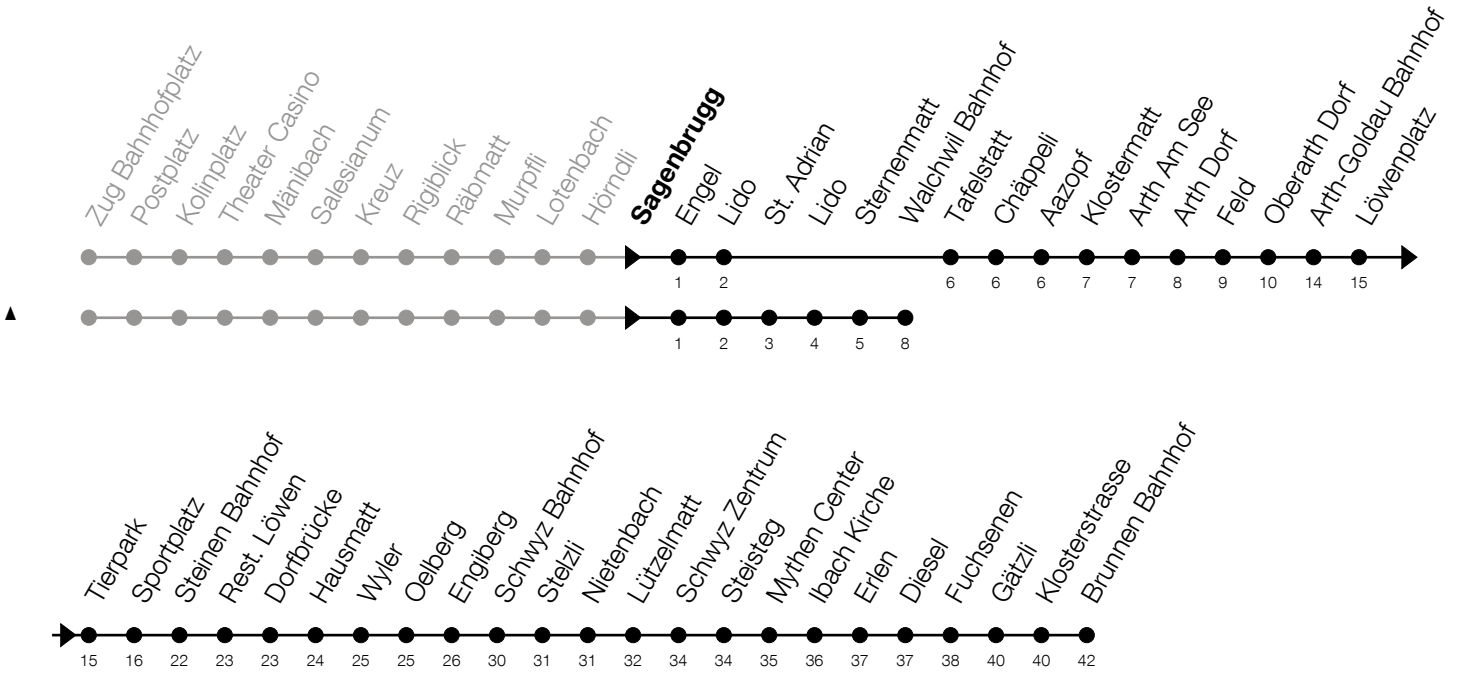 Zug Bahnhofplatz
Postplatz
Kolinplatz
Theater Casino
Mänibach
Salesianum
Kreuz
Rigiblick
Räbmatt
Murpfli
Lotenbach
Hörndli
Sagenbrugg
Engel
Lido
St. Adrian
Lido
Sternenmatt
Walchwil Bahnhof
Tafelstatt
Chäppeli
Aazopf
Klostermatt
Arth Am See
Arth Dorf
Feld
Oberarth Dorf
Arth-Goldau Bahnhof
Löwenplatz
1 2 6 6 6 7 7 8 9 10 14 15
1 2 3 4 5 8
Tierpark
Sportplatz
Steinen Bahnhof
Rest. Löwen
Dorfbrücke
Hausmatt
Wyler
Oelberg
Engiberg
Schwyz Bahnhof
Stelzli
Nietenbach
Lützelmatt
Schwyz Zentrum
Steisteg
Mythen Center
Ibach Kirche
Erlen
Diesel
Fuchsenen
Gätzli
Klosterstrasse
Brunnen Bahnhof
15 16 22 23 23 24 25 25 26 30 31 31 32 34 34 35 36 37 37 38 40 40 42